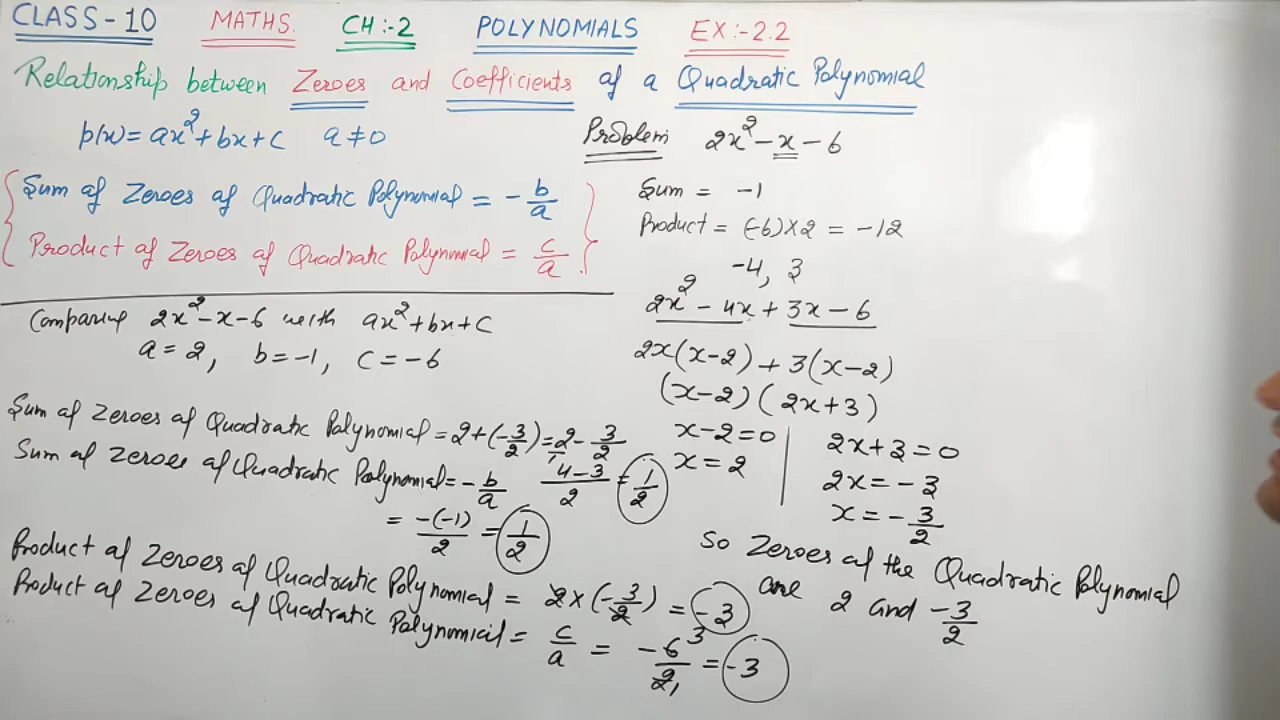 CLASS-10 MATHS. CH:-2 POLYNOMIALS EX:-2.2
Relationship between Zeroes and Coefficients of a Quadratic Polynomial
p(x) = ax²+bx+c a≠0
Sum of Zeroes of Quadratic Polynomial = -b/a
Product of Zeroes of Quadratic Polynomial = c/a.
Comparing 2x²-x-6 with ax²+bx+c
a=2, b=-1, c=-6
Sum of Zeroes of Quadratic Polynomial = 2+(-3/2) = 2/1 - 3/2
4-3/2 = 1/2
Sum of Zeroes of Quadratic Polynomial = -b/a
= -(-1)/2 = 1/2
Product of Zeroes of Quadratic Polynomial = 2×(-3/2) = -3
Product of Zeroes of Quadratic Polynomial = c/a = -6 3/2 1 = -3
Problem 2x²-x-6
Sum = -1
Product = (-6)×2 = -12
-4, 3
2x² - 4x + 3x - 6
2x(x-2) + 3(x-2)
(x-2) (2x+3)
x-2=0 2x+3=0
x=2 2x=-3
x=-3/2
So Zeroes of the Quadratic Polynomial
are 2 and -3/2